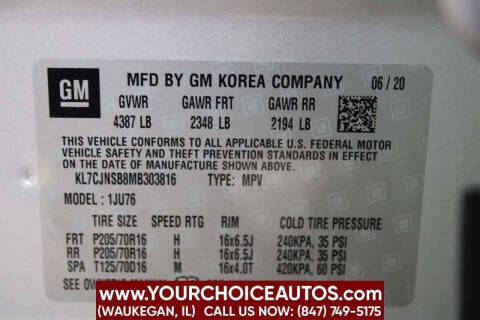 GM
MFD BY GM KOREA COMPANY 06/20
GVWR GAWR FRT GAWR RR
4387 LB 2348 LB 2194 LB
THIS VEHICLE CONFORMS TO ALL APPLICABLE U.S. FEDERAL MOTOR
VEHICLE SAFETY, BUMPER, AND THEFT PREVENTION STANDARDS IN
EFFECT ON THE DATE OF MANUFACTURE SHOWN ABOVE.
KL7CJNSB8MB303816 TYPE: MPV
MODEL: 1JU76
TIRE SIZE SPEED RTG RIM COLD TIRE PRESSURE
FRT P205/70R16 H 16x6.5J 240KPA, 35 PSI
RR P205/70R16 H 16x6.5J 240KPA, 35 PSI
SPA T125/70D16 M 16x4.0T 420KPA, 60 PSI
SEE OWNER'S
WWW.YOURCHOICEAUTOS.COM
(WAUKEGAN, IL) CALL NOW: (847) 749-5175